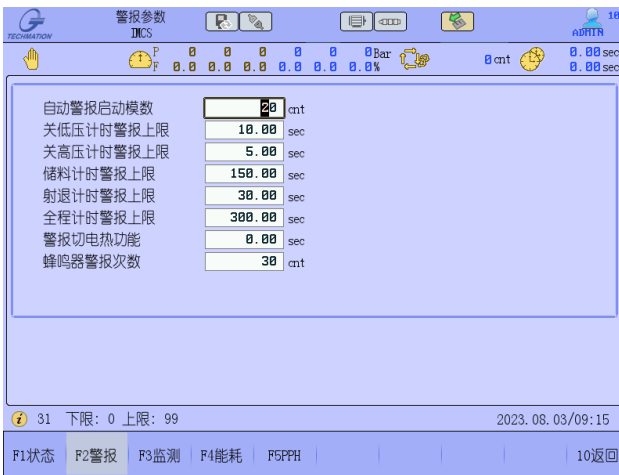 TECHMATION
警报参数
IMCS
10
ADMIN
P 0 0 0 0 0 0 Bar
F 0.0 0.0 0.0 0.0 0.0 0.0 %
0 cnt
0.00 sec
0.00 sec
自动警报启动模数 20 cnt
关低压计时警报上限 10.00 sec
关高压计时警报上限 5.00 sec
储料计时警报上限 150.00 sec
射退计时警报上限 30.00 sec
全程计时警报上限 300.00 sec
警报切电热功能 0.00 sec
蜂鸣器警报次数 30 cnt
i 31 下限: 0 上限: 99 2023.08.03/09:15
F1状态 F2警报 F3监测 F4能耗 F5PPH 10返回